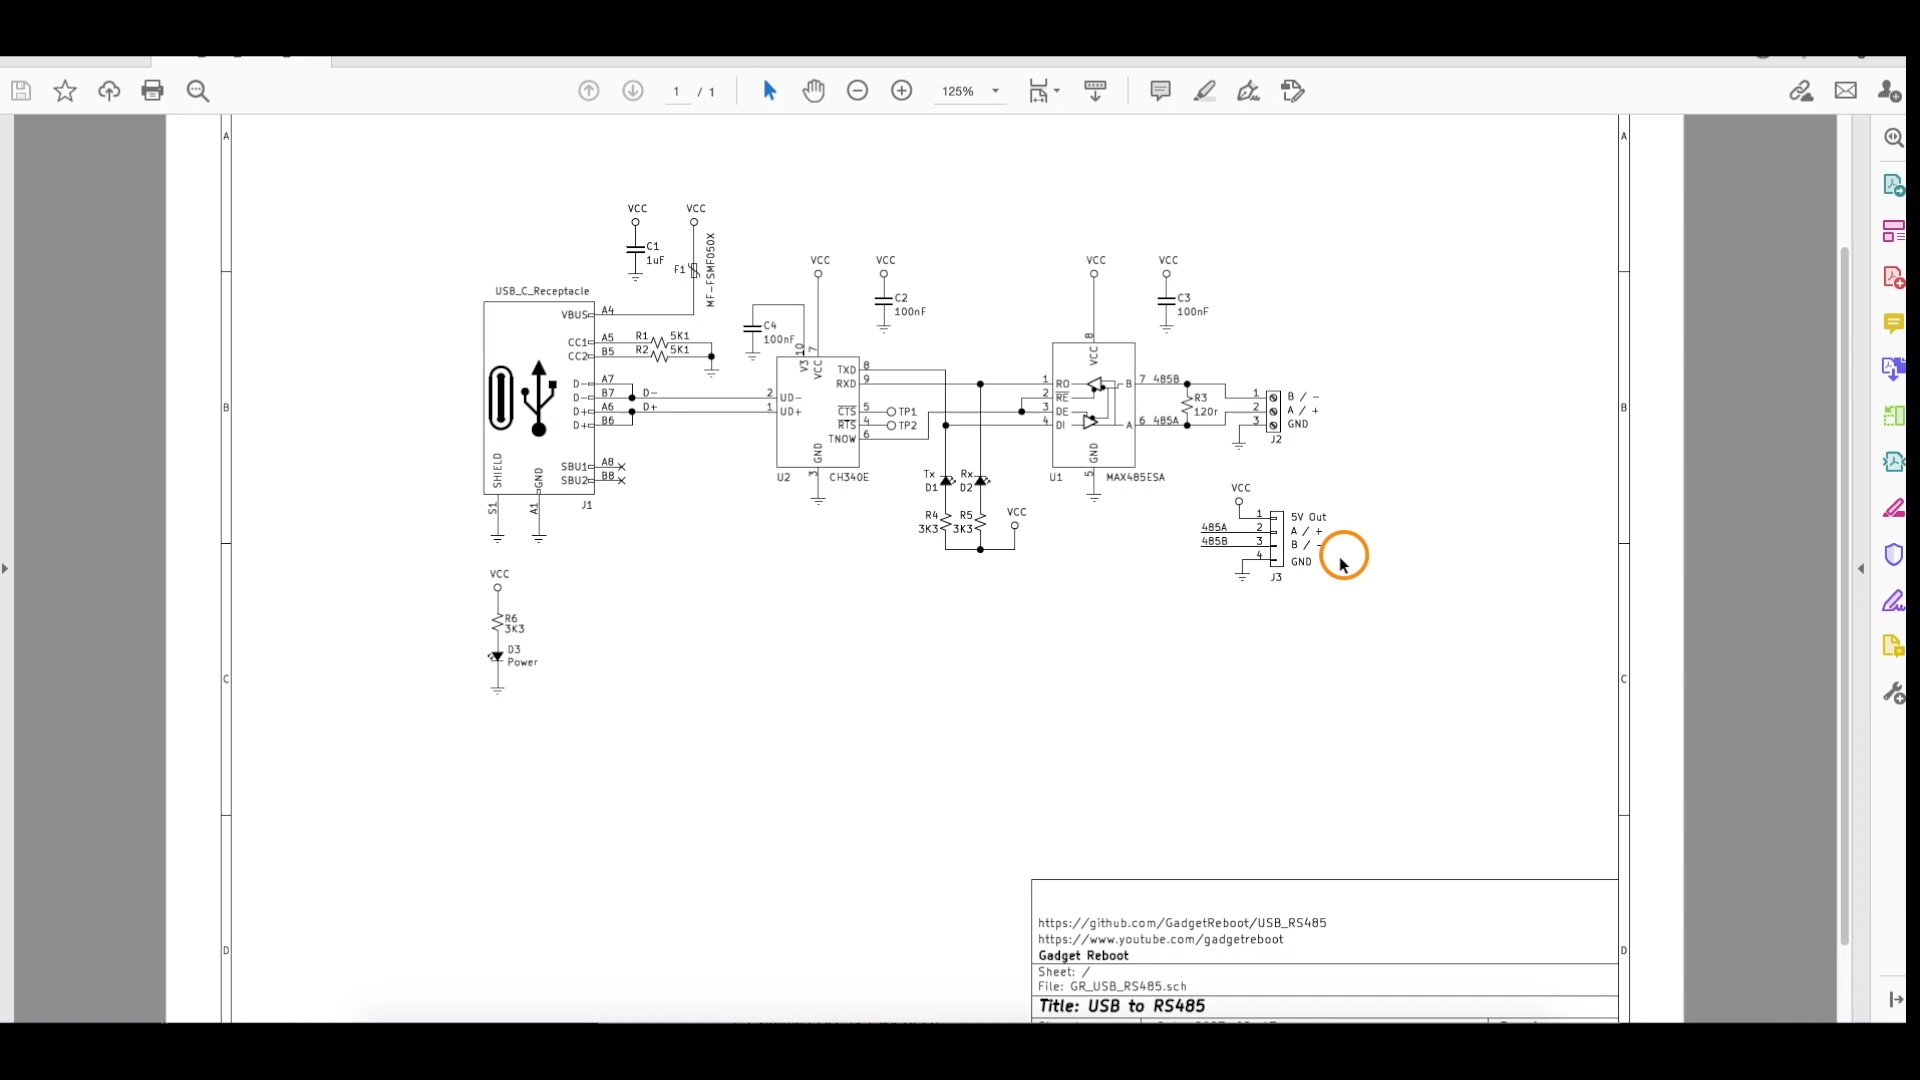 1 / 1
125%
A
A
VCC
VCC
C1
1uF
F1
MF-FSMF050X
VCC
VCC
VCC
VCC
USB_C_Receptacle
C2
100nF
C3
100nF
VBUS
A4
C4
100nF
CC1
A5
R1
5K1
CC2
B5
R2
5K1
V3
10
VCC
7
VCC
8
TXD
8
RXD
9
D-
A7
D-
B7
D-
D+
A6
D+
D+
B6
2
UD-
1
UD+
CTS
5
TP1
RTS
4
TP2
TNOW
6
1
RO
2
RE
3
DE
4
DI
B
7
485B
A
6
485A
R3
120r
1
B / -
2
A / +
3
GND
J2
B
B
SHIELD
GND
SBU1
A8
SBU2
B8
GND
3
U2
CH340E
Tx
D1
Rx
D2
GND
5
U1
MAX485ESA
S1
A1
J1
R4
3K3
R5
3K3
VCC
VCC
1
5V Out
485A
2
A / +
485B
3
B / -
4
GND
J3
VCC
R6
3K3
D3
Power
C
C
D
D
https://github.com/GadgetReboot/USB_RS485
https://www.youtube.com/gadgetreboot
Gadget Reboot
Sheet: /
File: GR_USB_RS485.sch
Title: USB to RS485